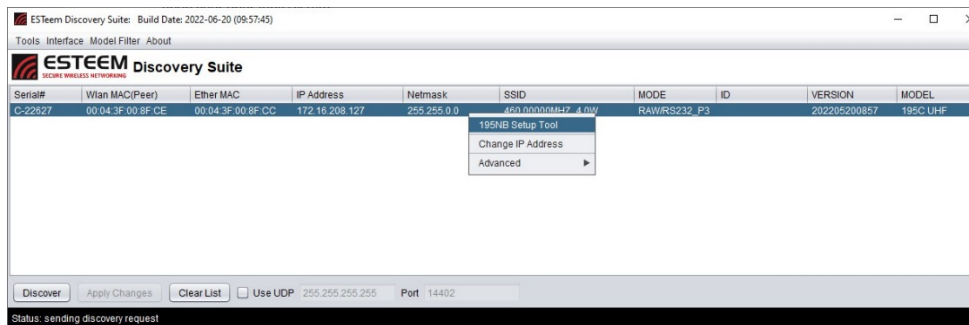 ESTeem Discovery Suite: Build Date: 2022-06-20 (09:57:45)
Tools Interface Model Filter About
ESTEEM Discovery Suite
SECURE WIRELESS NETWORKING
Serial# Wlan MAC(Peer) Ether MAC IP Address Netmask SSID MODE ID VERSION MODEL
C-22627 00:04:3F:00:8F:CE 00:04:3F:00:8F:CC 172.16.208.127 255.255.0.0 460.00000MHZ 4.0W RAW/RS232_P3 202205200857 195C UHF
195NB Setup Tool
Change IP Address
Advanced
Discover Apply Changes Clear List Use UDP 255.255.255.255 Port 14402
Status: sending discovery request